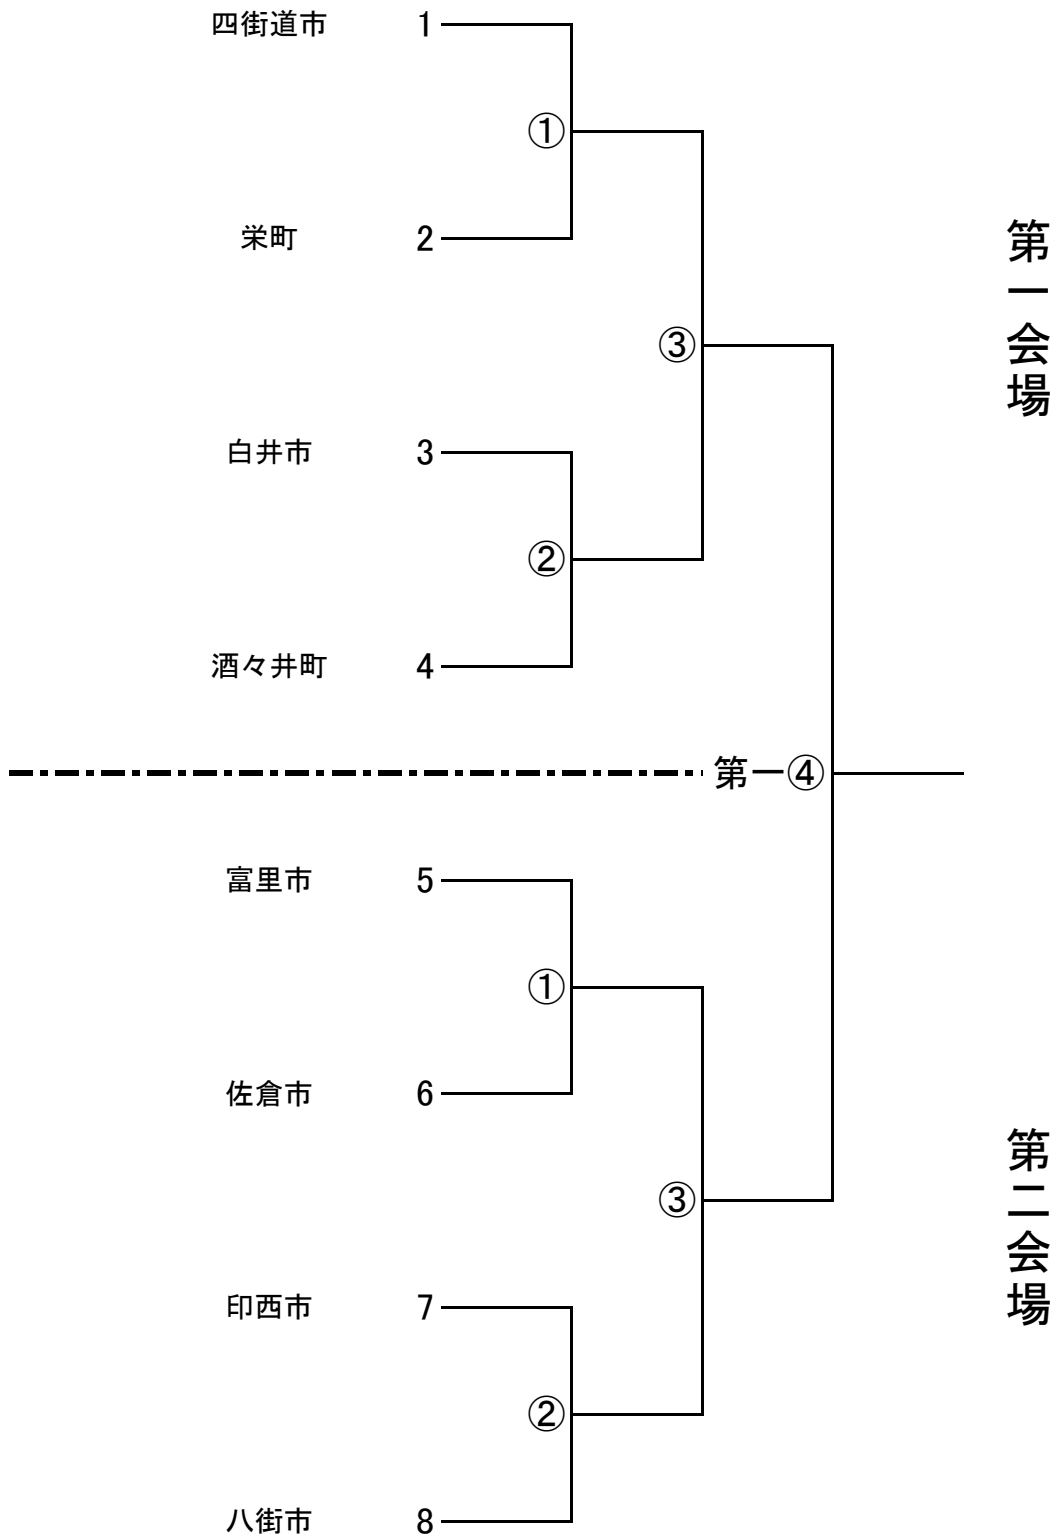 四街道市 1
①
栄町 2
③
白井市 3
②
酒々井町 4
第一会場
第一④
富里市 5
①
佐倉市 6
③
印西市 7
②
八街市 8
第二会場